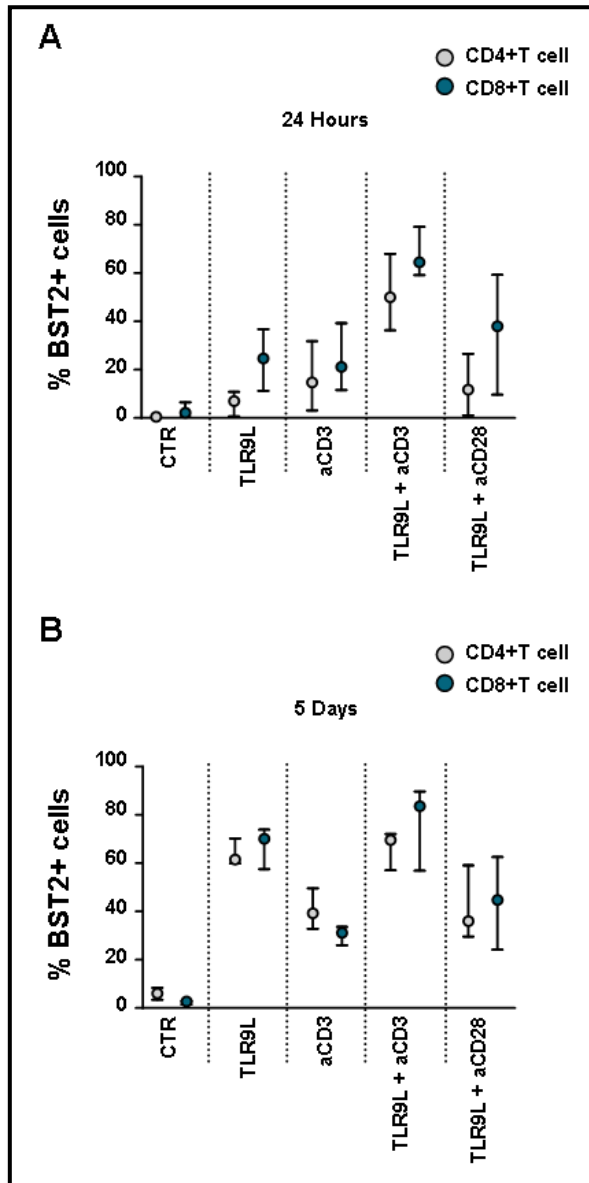 A
CD4+T cell
CD8+T cell
24 Hours
100
80
60
40
20
0
% BST2+ cells
CTR
TLR9L
aCD3
TLR9L + aCD3
TLR9L + aCD28
B
CD4+T cell
CD8+T cell
5 Days
100
80
60
40
20
0
% BST2+ cells
CTR
TLR9L
aCD3
TLR9L + aCD3
TLR9L + aCD28